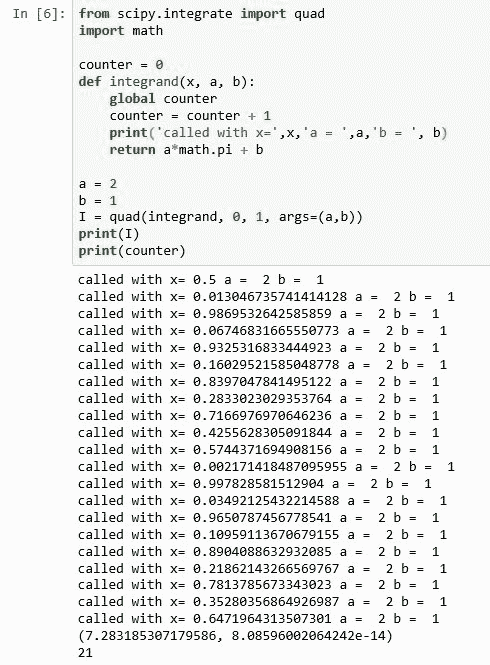 In [6]: from scipy.integrate import quad
import math
counter = 0
def integrand(x, a, b):
    global counter
    counter = counter + 1
    print('called with x=',x,'a = ',a,'b = ', b)
    return a*math.pi + b
a = 2
b = 1
I = quad(integrand, 0, 1, args=(a,b))
print(I)
print(counter)
called with x= 0.5 a =  2 b =  1
called with x= 0.013046735741414128 a =  2 b =  1
called with x= 0.9869532642585859 a =  2 b =  1
called with x= 0.06746831665550773 a =  2 b =  1
called with x= 0.9325316833444923 a =  2 b =  1
called with x= 0.16029521585048778 a =  2 b =  1
called with x= 0.8397047841495122 a =  2 b =  1
called with x= 0.2833023029353764 a =  2 b =  1
called with x= 0.7166976970646236 a =  2 b =  1
called with x= 0.4255628305091844 a =  2 b =  1
called with x= 0.5744371694908156 a =  2 b =  1
called with x= 0.002171418487095955 a =  2 b =  1
called with x= 0.997828581512904 a =  2 b =  1
called with x= 0.03492125432214588 a =  2 b =  1
called with x= 0.9650787456778541 a =  2 b =  1
called with x= 0.10959113670679155 a =  2 b =  1
called with x= 0.8904088632932085 a =  2 b =  1
called with x= 0.21862143266569767 a =  2 b =  1
called with x= 0.7813785673343023 a =  2 b =  1
called with x= 0.35280356864926987 a =  2 b =  1
called with x= 0.6471964313507301 a =  2 b =  1
(7.283185307179586, 8.08596002064242e-14)
21